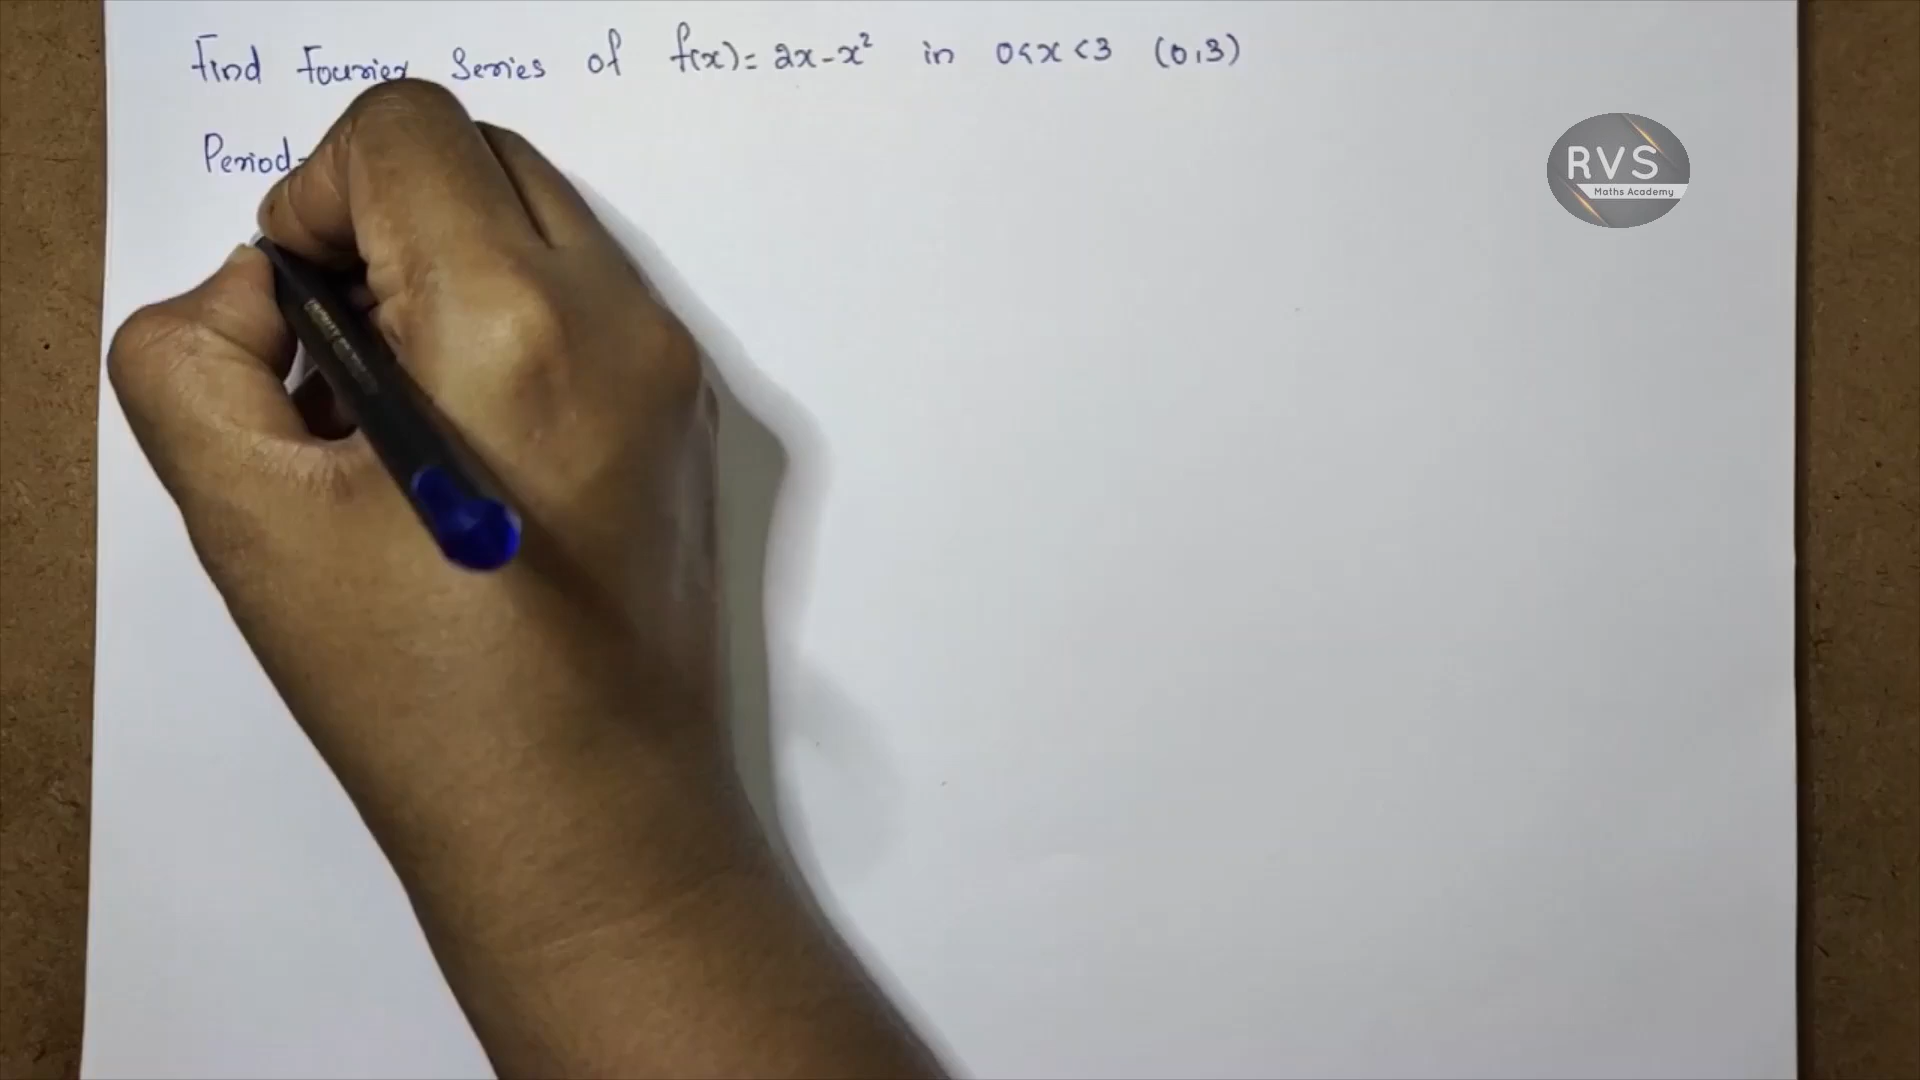 Find Fourier Series of f(x) = 2x - x² in 0<x<3 (0,3)
Period=
RVS
Maths Academy